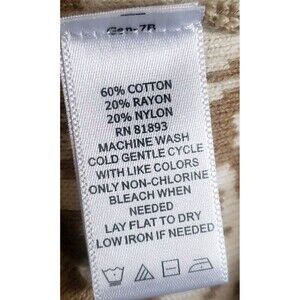 60% COTTON
20% RAYON
20% NYLON
RN 81893
MACHINE WASH
COLD GENTLE CYCLE
WITH LIKE COLORS
ONLY NON-CHLORINE
BLEACH WHEN
NEEDED
LAY FLAT TO DRY
LOW IRON IF NEEDED